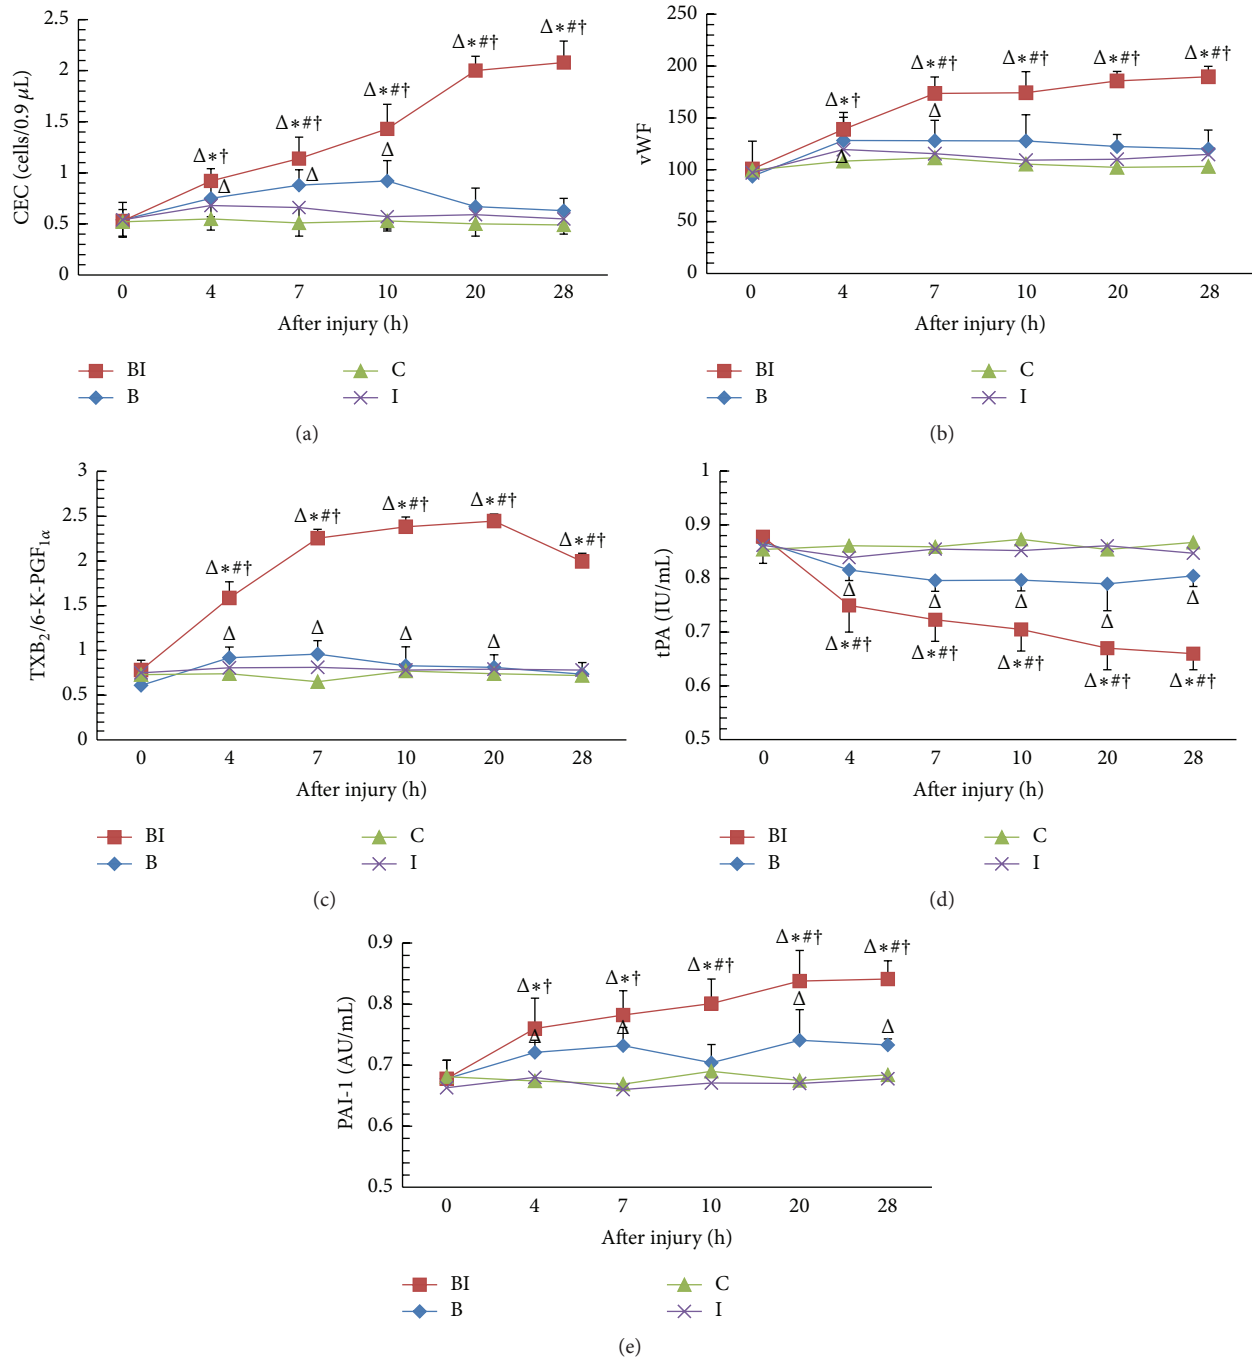 CEC (cells/0.9 μL)
2.5
2
1.5
1
0.5
0
Δ*†
Δ*#†
Δ*#†
Δ*#†
Δ*#†
Δ
Δ
Δ
0 4 7 10 20 28
After injury (h)
BI C
B I
(a)
vWF
250
200
150
100
50
0
Δ*†
Δ*#†
Δ*#†
Δ*#†
Δ*#†
Δ
Δ
0 4 7 10 20 28
After injury (h)
BI C
B I
(b)
TXB₂/6-K-PGF₁α
3
2.5
2
1.5
1
0.5
0
Δ*#†
Δ*#†
Δ*#†
Δ*#†
Δ*#†
Δ
Δ
Δ
Δ
0 4 7 10 20 28
After injury (h)
BI C
B I
(c)
tPA (IU/mL)
1
0.9
0.8
0.7
0.6
0.5
Δ
Δ
Δ
Δ
Δ
Δ*#†
Δ*#†
Δ*#†
Δ*#†
Δ*#†
0 4 7 10 20 28
After injury (h)
BI C
B I
(d)
PAI-1 (AU/mL)
0.9
0.8
0.7
0.6
0.5
Δ*†
Δ*†
Δ*#†
Δ*#†
Δ*#†
Δ
Δ
Δ
Δ
0 4 7 10 20 28
After injury (h)
BI C
B I
(e)